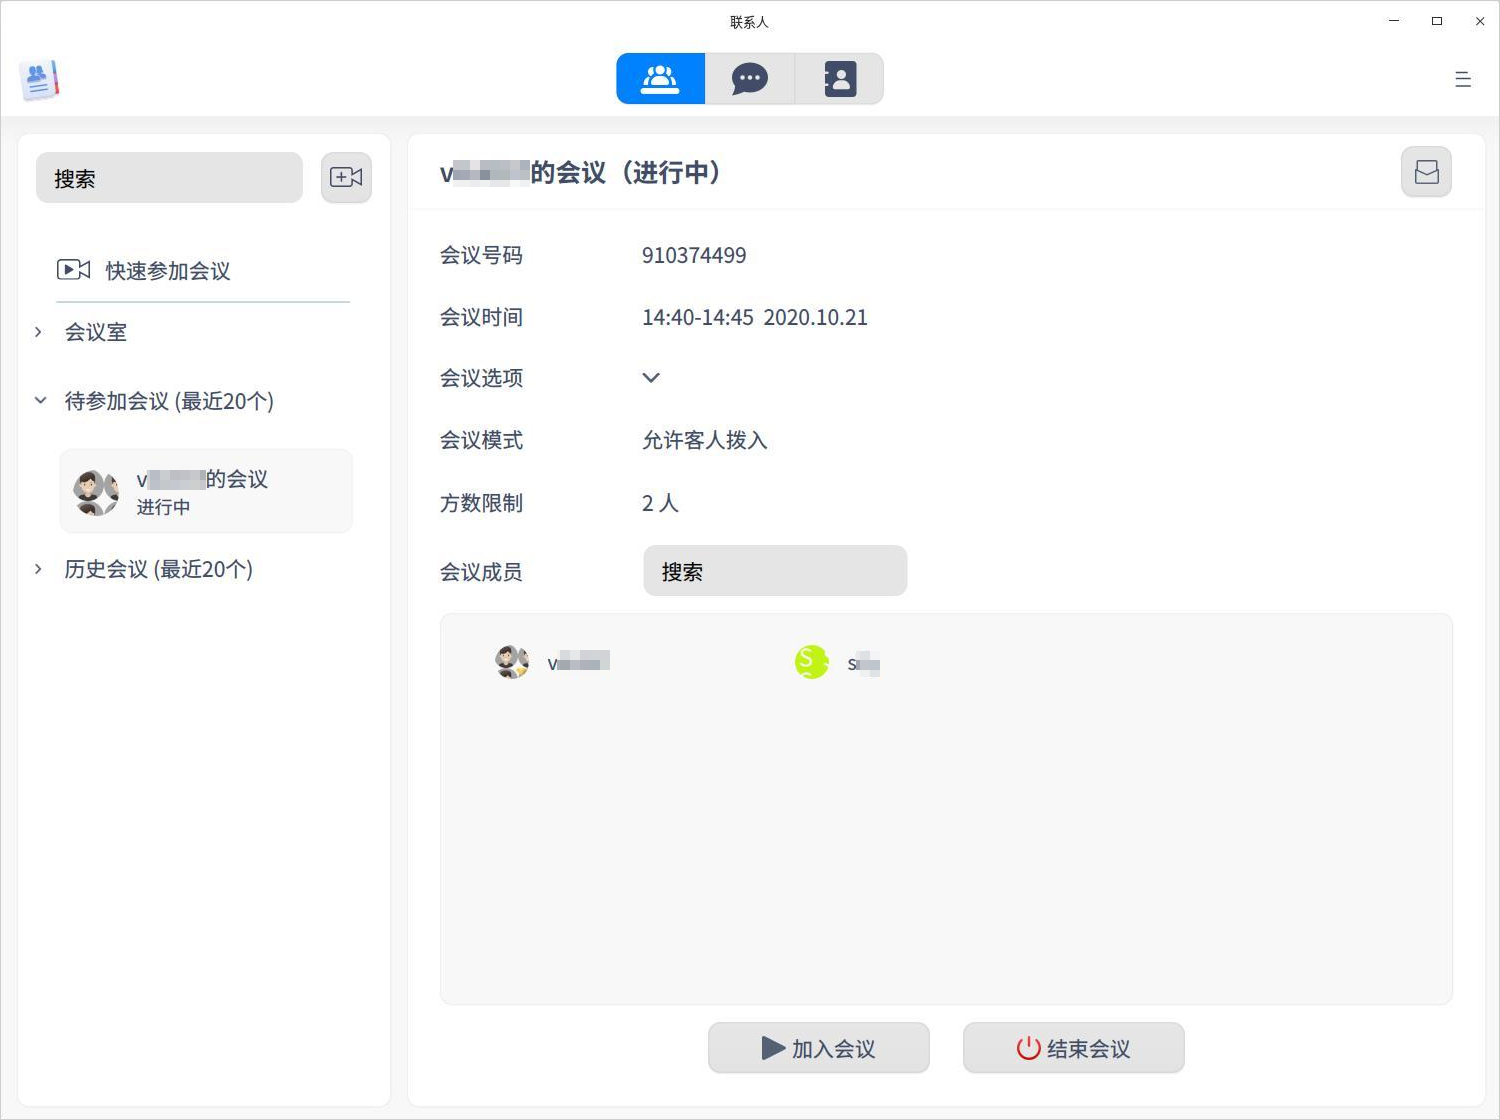 联系人
搜索
快速参加会议
会议室
待参加会议 (最近20个)
v的会议
进行中
历史会议 (最近20个)
v的会议（进行中）
会议号码 910374499
会议时间 14:40-14:45 2020.10.21
会议选项
会议模式 允许客人拨入
方数限制 2 人
会议成员 搜索
v
S
s
加入会议
结束会议